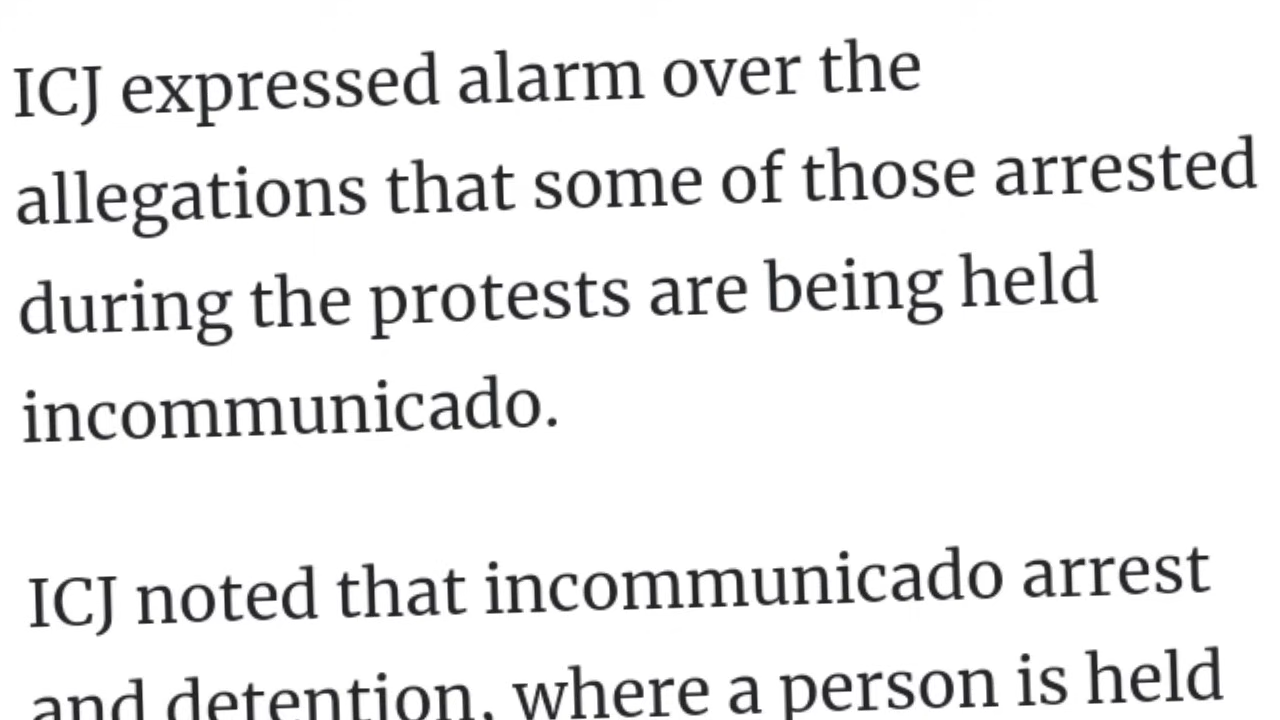 ICJ expressed alarm over the
allegations that some of those arrested
during the protests are being held
incommunicado.
ICJ noted that incommunicado arrest
and detention, where a person is held